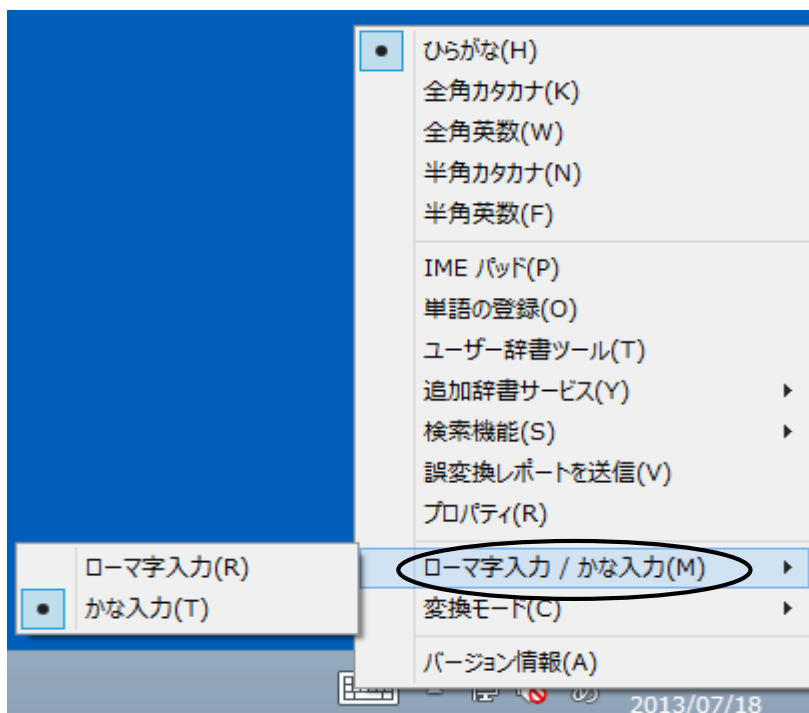 ひらがな(H)
全角カタカナ(K)
全角英数(W)
半角カタカナ(N)
半角英数(F)
IME パッド(P)
単語の登録(O)
ユーザー辞書ツール(T)
追加辞書サービス(Y)
検索機能(S)
誤変換レポートを送信(V)
プロパティ(R)
ローマ字入力 / かな入力(M)
ローマ字入力(R)
かな入力(T)
変換モード(C)
バージョン情報(A)
あ
2013/07/18